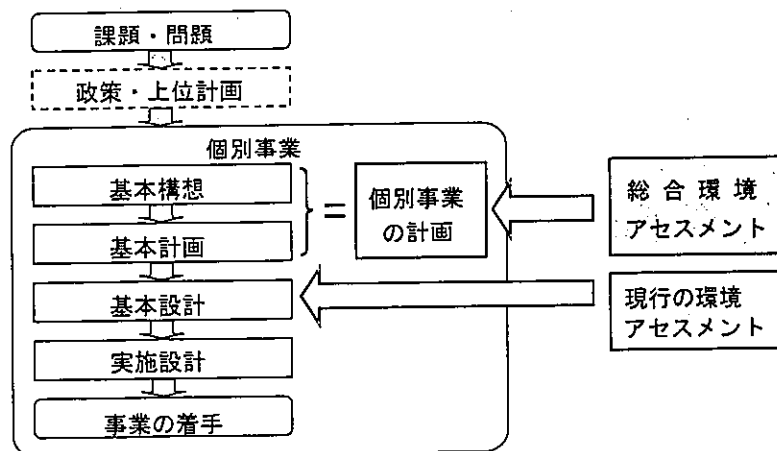 課題・問題
政策・上位計画
個別事業
基本構想
基本計画
=
個別事業
の計画
総合環境
アセスメント
基本設計
現行の環境
アセスメント
実施設計
事業の着手